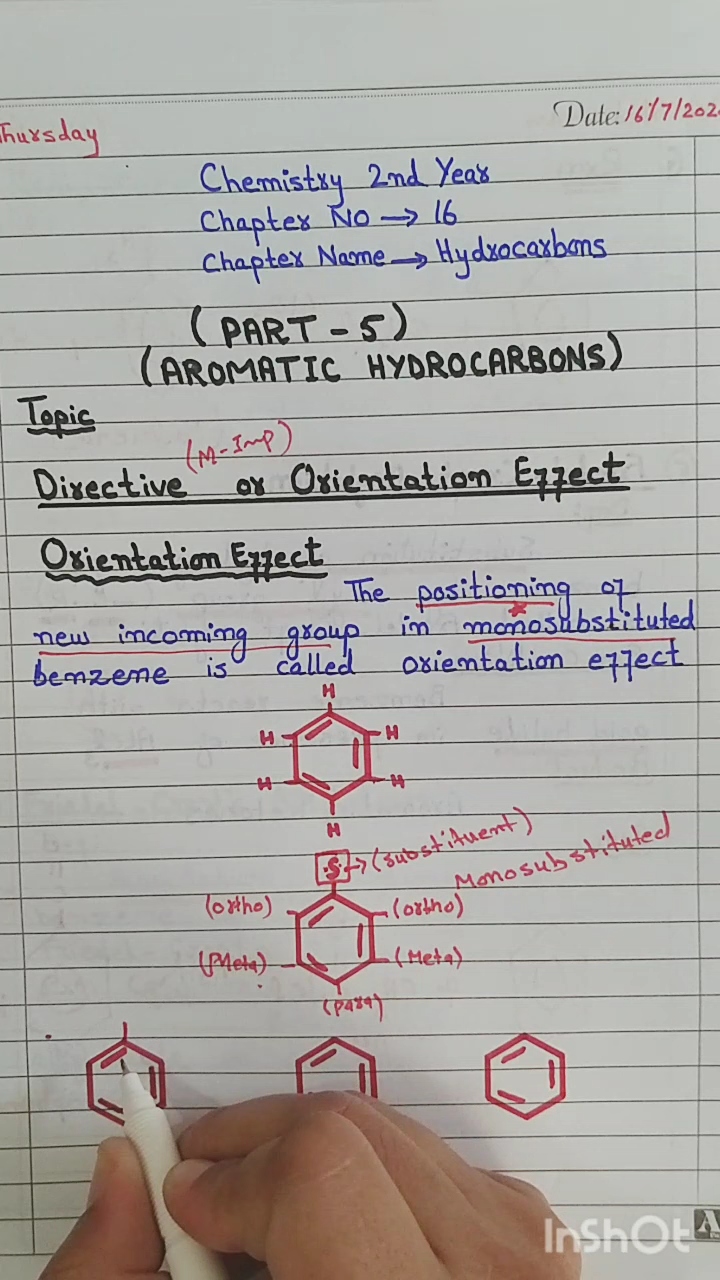 Thursday
Date: 16/7/202
Chemistry 2nd Year
Chapter No → 16
Chapter Name → Hydrocarbons
(PART - 5)
(AROMATIC HYDROCARBONS)
Topic
(M-Imp)
Directive or Orientation Effect
Orientation Effect
The positioning of
new incoming group in monosubstituted
benzene is called orientation effect
H
H H
H H
H
S → (substituent)
Monosubstituted
(ortho) (ortho)
(Meta) (Meta)
(para)
InShOt